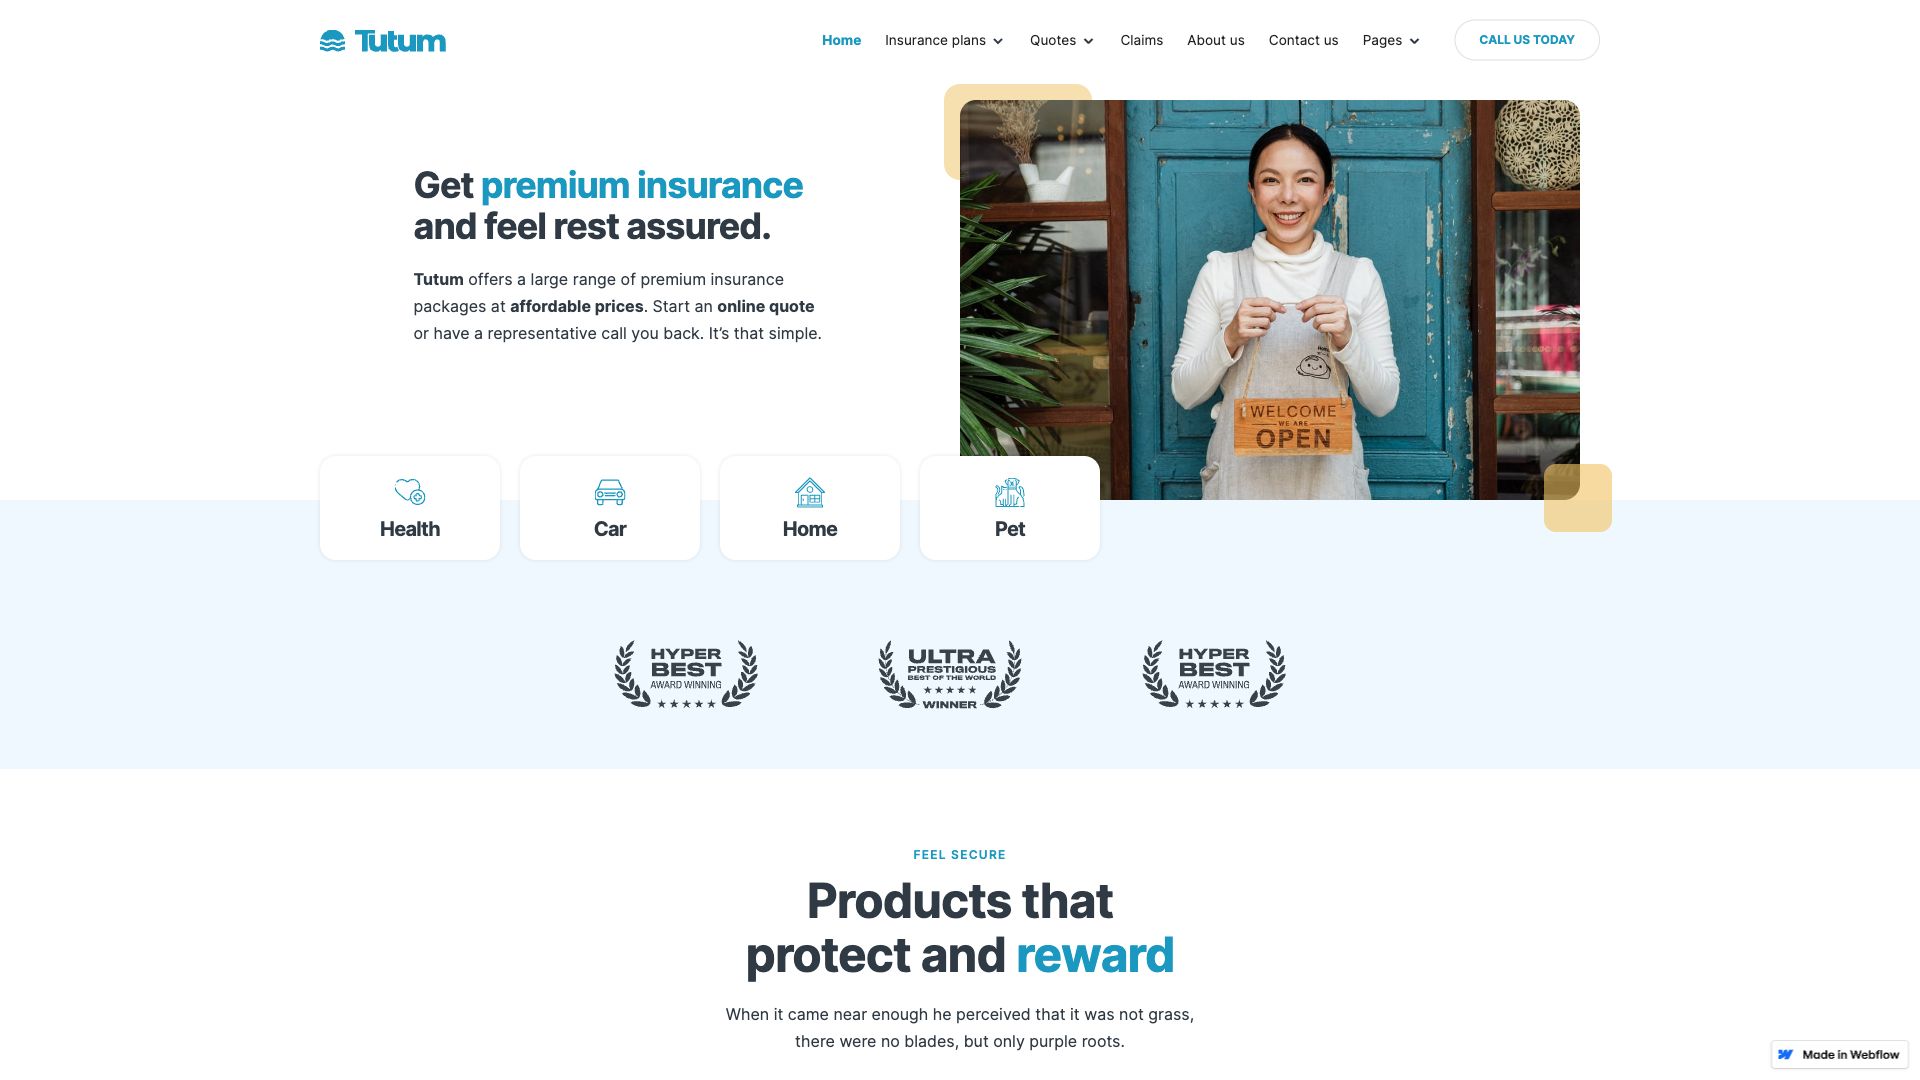 Tutum
Home
Insurance plans
Quotes
Claims
About us
Contact us
Pages
CALL US TODAY
Get premium insurance
and feel rest assured.
Tutum offers a large range of premium insurance
packages at affordable prices. Start an online quote
or have a representative call you back. It’s that simple.
WELCOME
WE ARE
OPEN
Health
Car
Home
Pet
HYPER
BEST
AWARD WINNING
ULTRA
PRESTIGIOUS
BEST OF THE WORLD
WINNER
HYPER
BEST
AWARD WINNING
FEEL SECURE
Products that
protect and reward
When it came near enough he perceived that it was not grass,
there were no blades, but only purple roots.
Made in Webflow